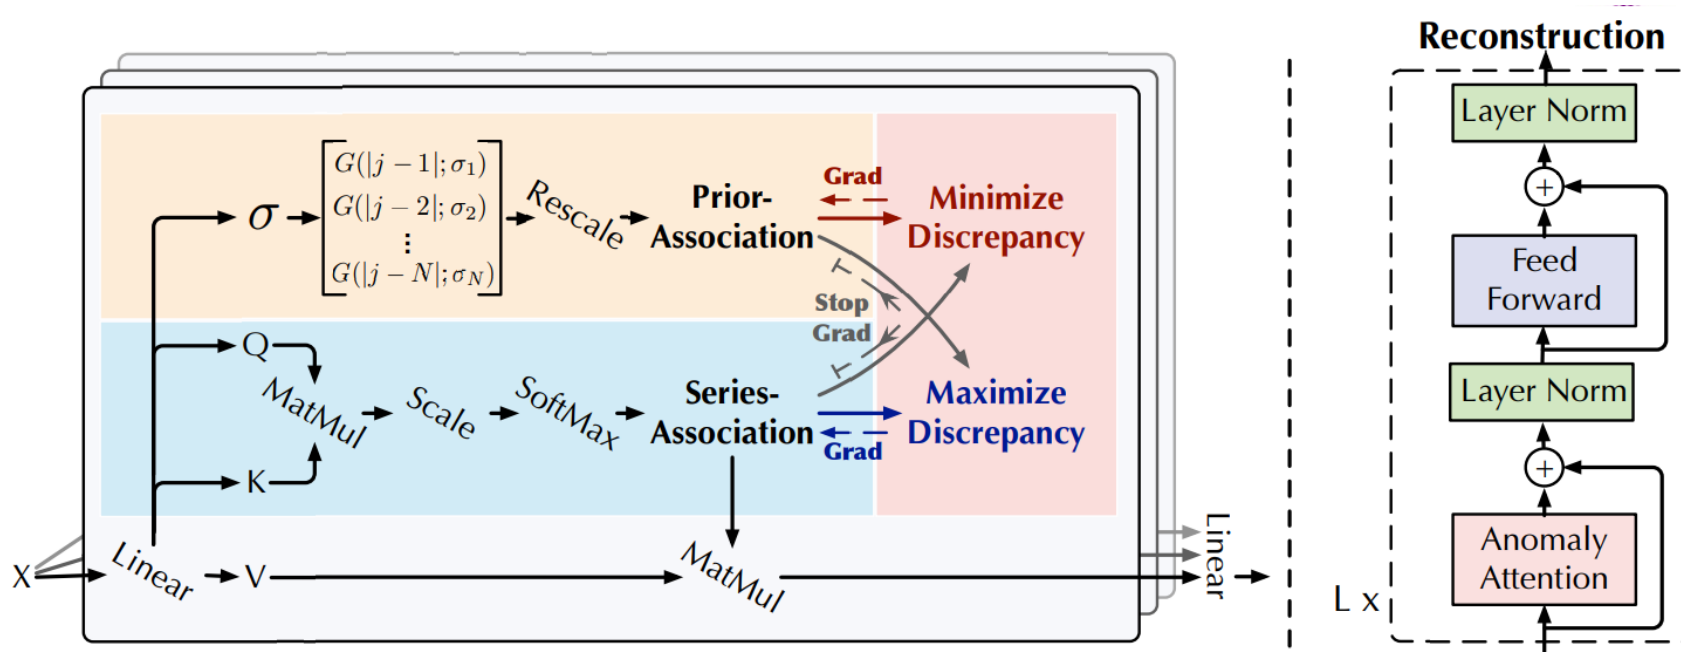 X
Linear
σ
G(|j − 1|; σ₁)
G(|j − 2|; σ₂)
⋮
G(|j − N|; σ_N)
Rescale
Prior-
Association
Grad
Minimize
Discrepancy
Stop
Grad
Q
K
MatMul
Scale
SoftMax
Series-
Association
Grad
Maximize
Discrepancy
V
MatMul
Linear
Reconstruction
Layer Norm
+
Feed
Forward
Layer Norm
+
Anomaly
Attention
L x